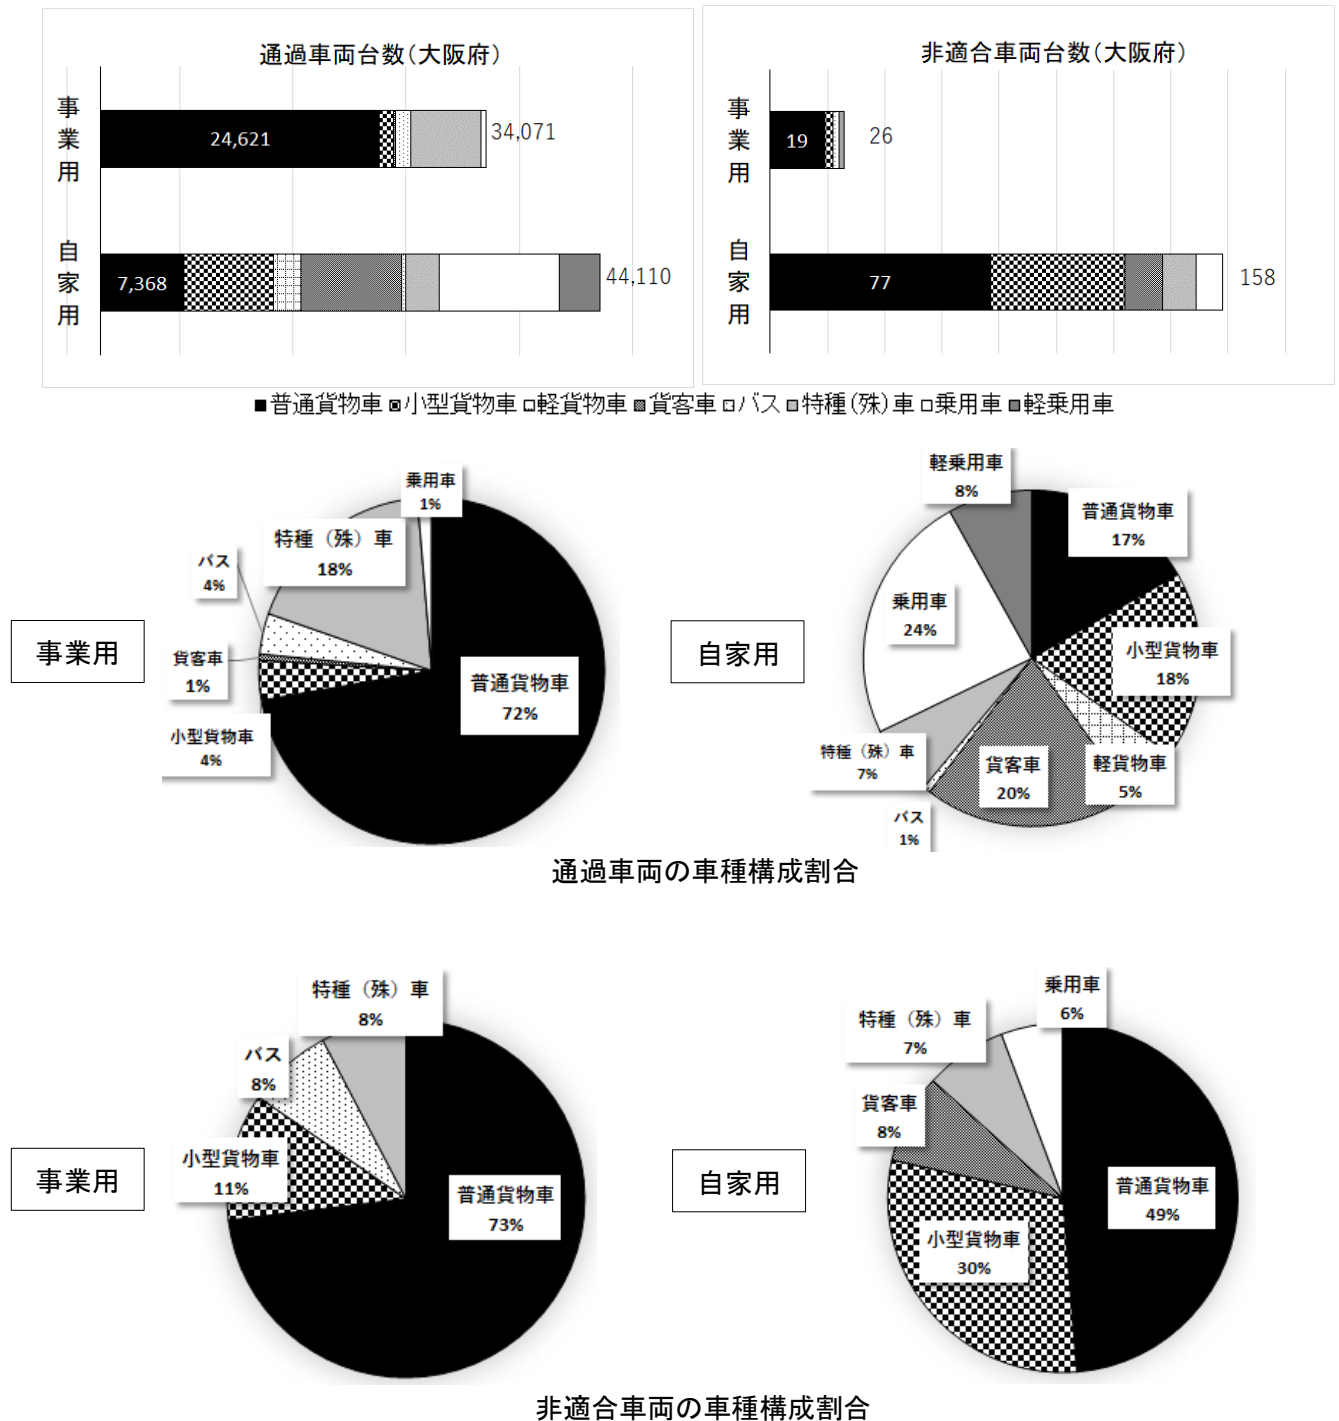 通過車両台数(大阪府)
事業用
24,621
34,071
自家用
7,368
44,110
非適合車両台数(大阪府)
事業用
19
26
自家用
77
158
普通貨物車 小型貨物車 軽貨物車 貨客車 バス 特種(殊)車 乗用車 軽乗用車
事業用
乗用車
1%
特種（殊）車
18%
バス
4%
貨客車
1%
小型貨物車
4%
普通貨物車
72%
自家用
軽乗用車
8%
普通貨物車
17%
乗用車
24%
小型貨物車
18%
特種（殊）車
7%
貨客車
20%
軽貨物車
5%
バス
1%
通過車両の車種構成割合
事業用
特種（殊）車
8%
バス
8%
小型貨物車
11%
普通貨物車
73%
自家用
乗用車
6%
特種（殊）車
7%
貨客車
8%
普通貨物車
49%
小型貨物車
30%
非適合車両の車種構成割合